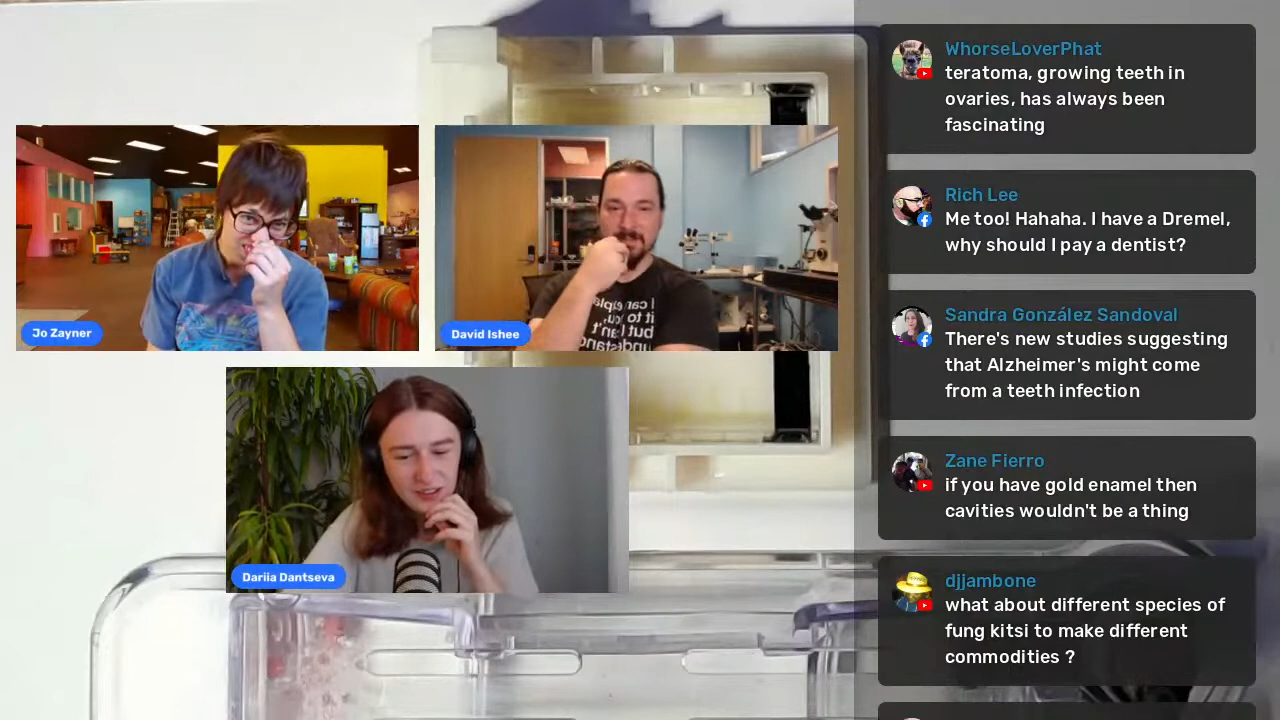 Jo Zayner
David Ishee
Dariia Dantseva
WhorseLoverPhat
teratoma, growing teeth in
ovaries, has always been
fascinating
Rich Lee
Me too! Hahaha. I have a Dremel,
why should I pay a dentist?
Sandra González Sandoval
There's new studies suggesting
that Alzheimer's might come
from a teeth infection
Zane Fierro
if you have gold enamel then
cavities wouldn't be a thing
djjambone
what about different species of
fung kitsi to make different
commodities ?